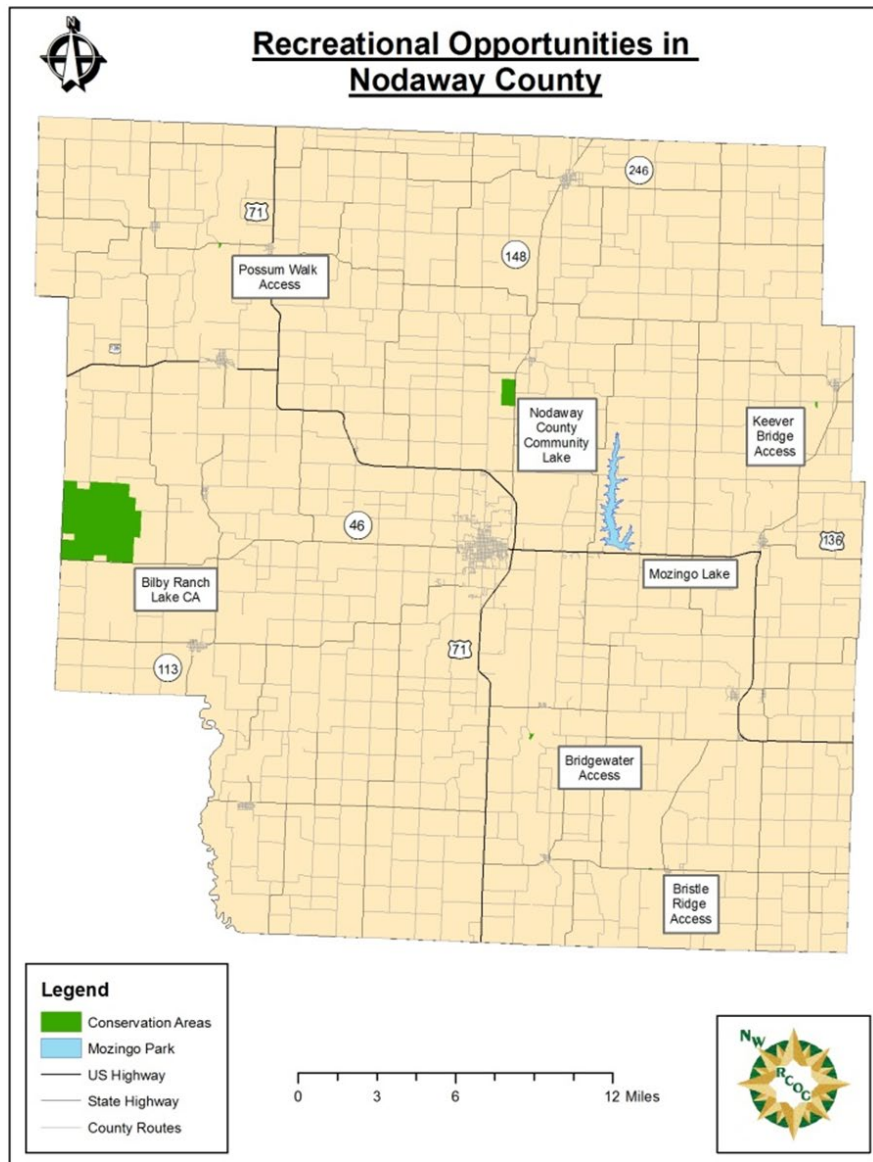 N
Recreational Opportunities in
Nodaway County
246
71
148
Possum Walk
Access
136
Nodaway
County
Community
Lake
Keever
Bridge
Access
46
136
Mozingo Lake
Bilby Ranch
Lake CA
71
113
Bridgewater
Access
Bristle
Ridge
Access
Legend
Conservation Areas
Mozingo Park
US Highway
State Highway
County Routes
0 3 6 12 Miles
NW
RCOC